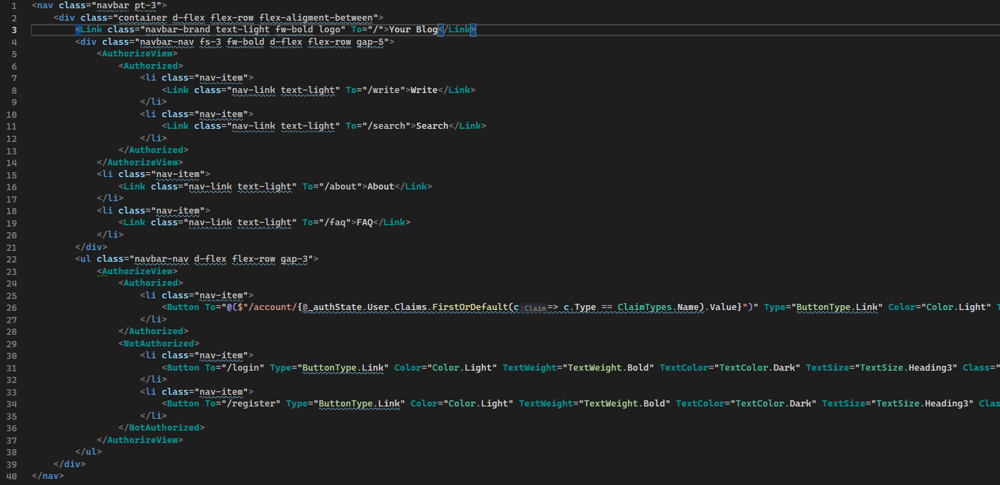 1 <nav class="navbar pt-3">
2 <div class="container d-flex flex-row flex-aligment-between">
3 <Link class="navbar-brand text-light fw-bold logo" To="/">Your Blog</Link>
4 <div class="navbar-nav fs-3 fw-bold d-flex flex-row gap-5">
5 <AuthorizeView>
6 <Authorized>
7 <li class="nav-item">
8 <Link class="nav-link text-light" To="/write">Write</Link>
9 </li>
10 <li class="nav-item">
11 <Link class="nav-link text-light" To="/search">Search</Link>
12 </li>
13 </Authorized>
14 </AuthorizeView>
15 <li class="nav-item">
16 <Link class="nav-link text-light" To="/about">About</Link>
17 </li>
18 <li class="nav-item">
19 <Link class="nav-link text-light" To="/faq">FAQ</Link>
20 </li>
21 </div>
22 <ul class="navbar-nav d-flex flex-row gap-3">
23 <AuthorizeView>
24 <Authorized>
25 <li class="nav-item">
26 <Button To="@($"/account/{@_authState.User.Claims.FirstOrDefault(c :Claim => c.Type == ClaimTypes.Name).Value}")" Type="ButtonType.Link" Color="Color.Light" T
27 </li>
28 </Authorized>
29 <NotAuthorized>
30 <li class="nav-item">
31 <Button To="/login" Type="ButtonType.Link" Color="Color.Light" TextWeight="TextWeight.Bold" TextColor="TextColor.Dark" TextSize="TextSize.Heading3" Class="
32 </li>
33 <li class="nav-item">
34 <Button To="/register" Type="ButtonType.Link" Color="Color.Light" TextWeight="TextWeight.Bold" TextColor="TextColor.Dark" TextSize="TextSize.Heading3" Clas
35 </li>
36 </NotAuthorized>
37 </AuthorizeView>
38 </ul>
39 </div>
40 </nav>